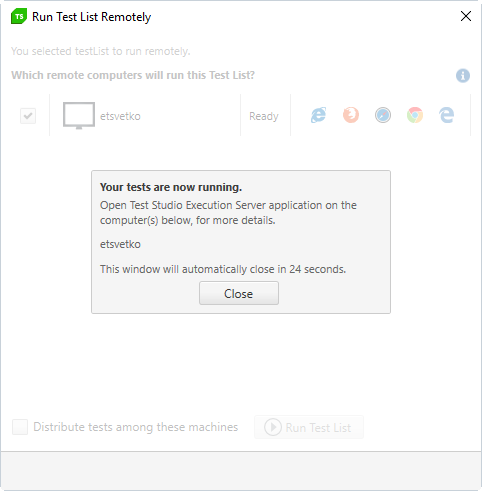 TS Run Test List Remotely
You selected testList to run remotely.
Which remote computers will run this Test List?
etsvetko Ready
Your tests are now running.
Open Test Studio Execution Server application on the
computer(s) below, for more details.
etsvetko
This window will automatically close in 24 seconds.
Close
Distribute tests among these machines Run Test List